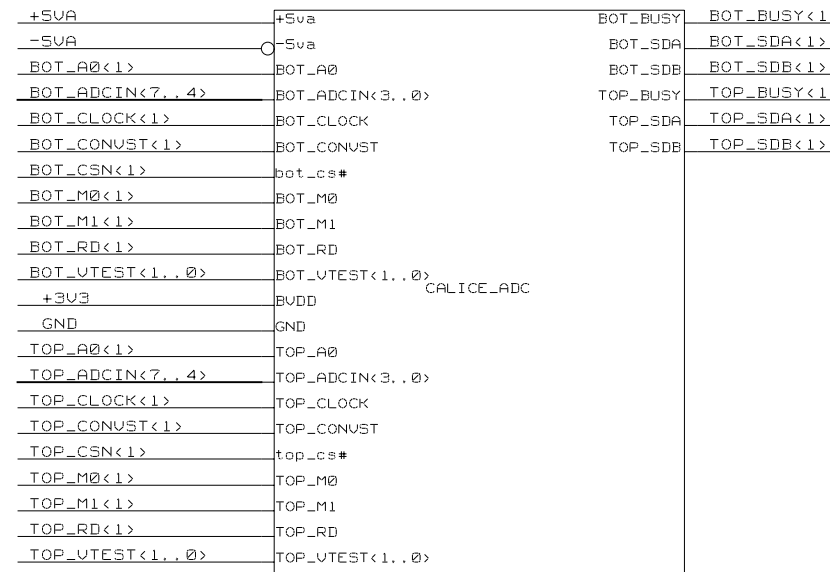 +5VA +5va BOT_BUSY BOT_BUSY<1
-5VA -5va BOT_SDA BOT_SDA<1>
BOT_A0<1> BOT_A0 BOT_SDB BOT_SDB<1>
BOT_ADCIN<7..4> BOT_ADCIN<3..0> TOP_BUSY TOP_BUSY<1
BOT_CLOCK<1> BOT_CLOCK TOP_SDA TOP_SDA<1>
BOT_CONVST<1> BOT_CONVST TOP_SDB TOP_SDB<1>
BOT_CSN<1> bot_cs#
BOT_M0<1> BOT_M0
BOT_M1<1> BOT_M1
BOT_RD<1> BOT_RD
BOT_VTEST<1..0> BOT_VTEST<1..0>
CALICE_ADC
+3V3 BVDD
GND GND
TOP_A0<1> TOP_A0
TOP_ADCIN<7..4> TOP_ADCIN<3..0>
TOP_CLOCK<1> TOP_CLOCK
TOP_CONVST<1> TOP_CONVST
TOP_CSN<1> top_cs#
TOP_M0<1> TOP_M0
TOP_M1<1> TOP_M1
TOP_RD<1> TOP_RD
TOP_VTEST<1..0> TOP_VTEST<1..0>